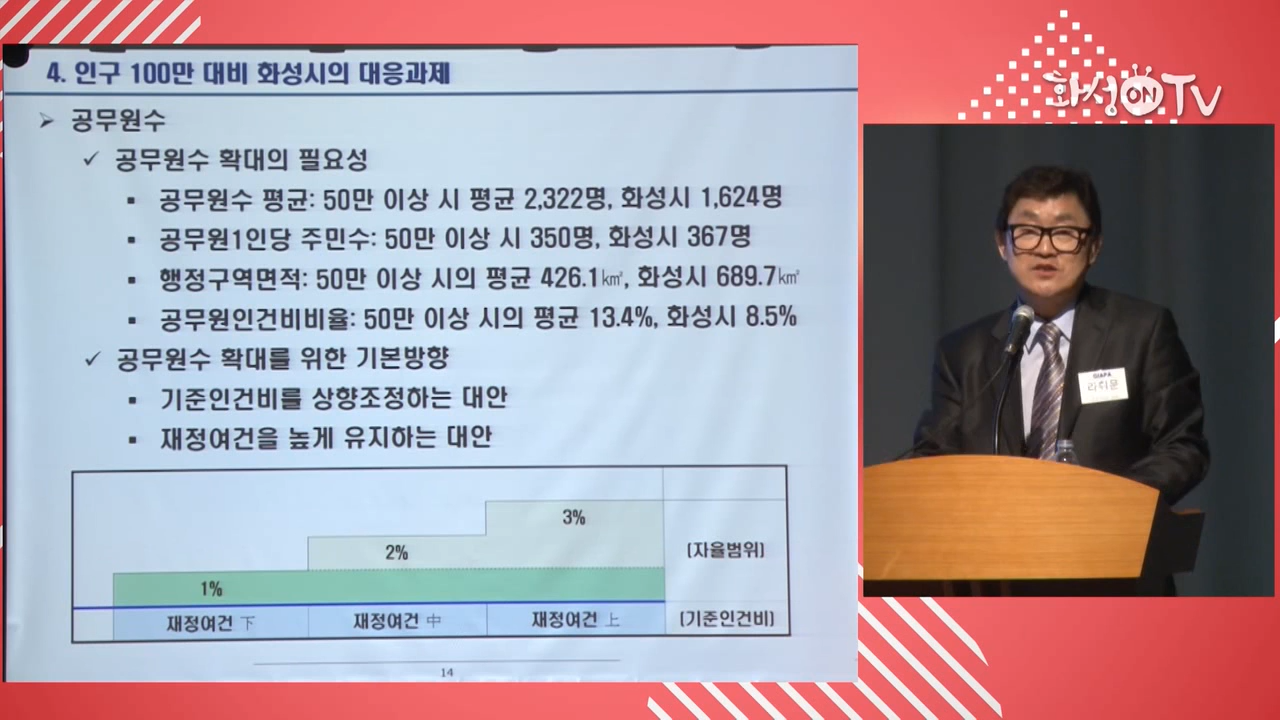 4. 인구 100만 대비 화성시의 대응과제
화성 ON TV
➢ 공무원수
✓ 공무원수 확대의 필요성
▪ 공무원수 평균: 50만 이상 시 평균 2,322명, 화성시 1,624명
▪ 공무원1인당 주민수: 50만 이상 시 350명, 화성시 367명
▪ 행정구역면적: 50만 이상 시의 평균 426.1㎢, 화성시 689.7㎢
▪ 공무원인건비비율: 50만 이상 시의 평균 13.4%, 화성시 8.5%
✓ 공무원수 확대를 위한 기본방향
▪ 기준인건비를 상향조정하는 대안
▪ 재정여건을 높게 유지하는 대안
3%
2%
(자율범위)
1%
재정여건 下 재정여건 中 재정여건 上 (기준인건비)
14
GIAPA
라휘문